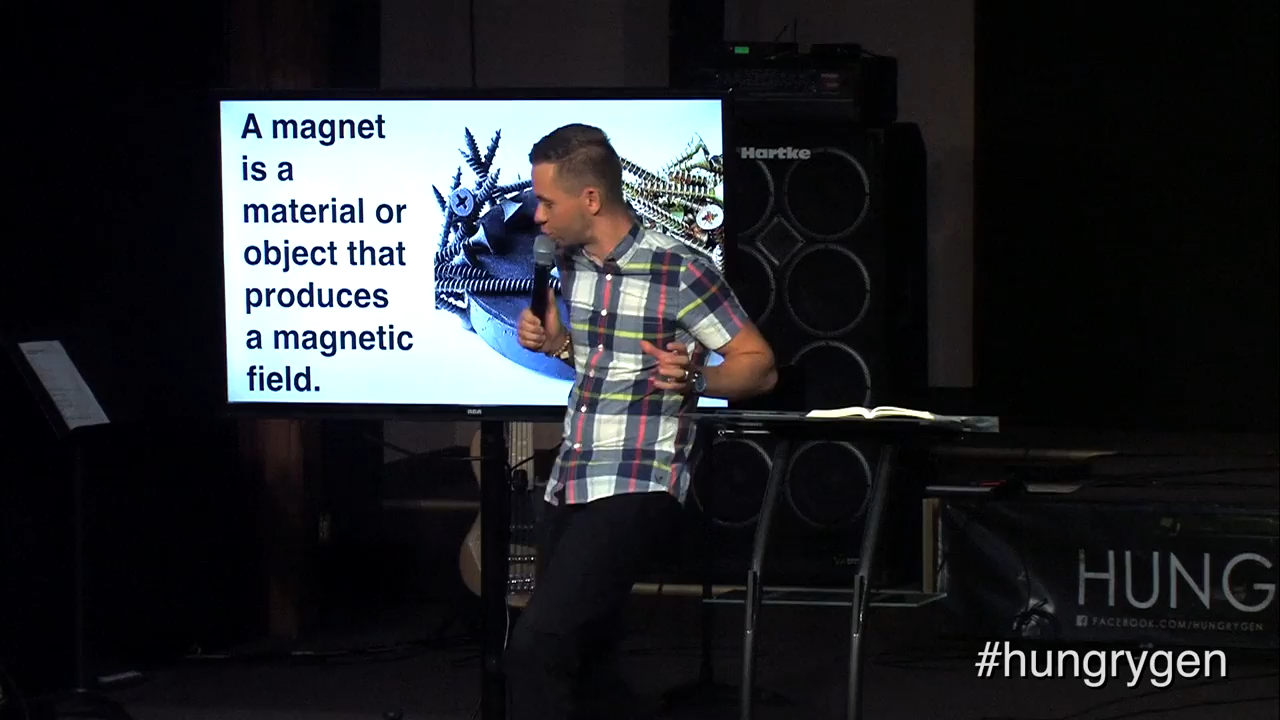 A magnet
is a
material or
object that
produces
a magnetic
field.
Hartke
RCA
HUNG
FACEBOOK.COM/HUNGRYGEN
#hungrygen